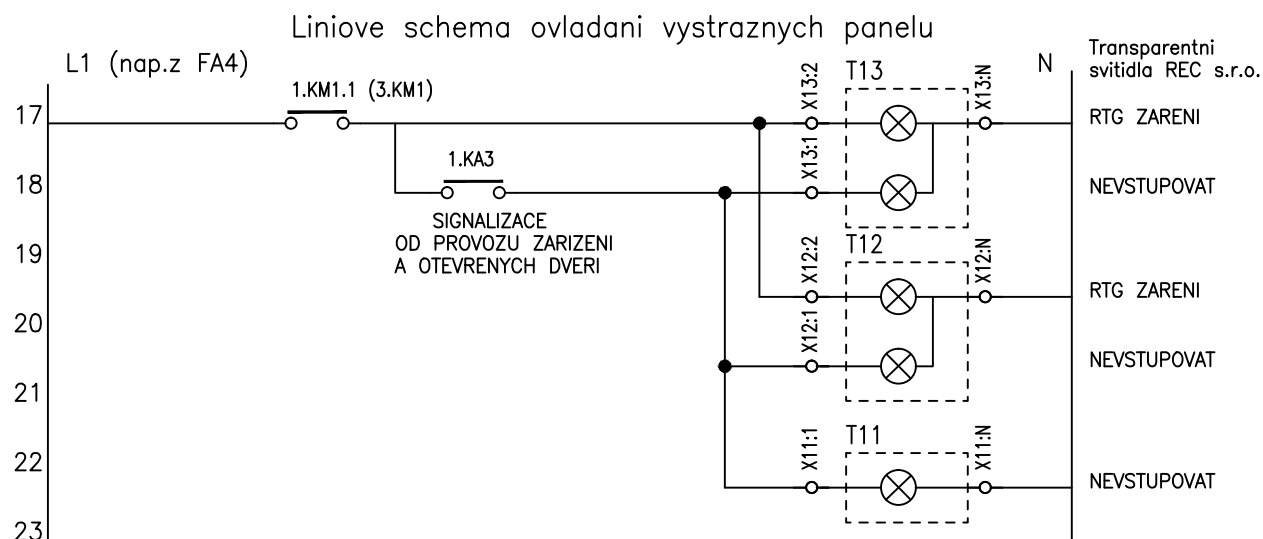 Liniove schema ovladani vystraznych panelu
L1 (nap.z FA4)
N
Transparentni
svitidla REC s.r.o.
17
1.KM1.1 (3.KM1)
X13:2
T13
X13:N
RTG ZARENI
18
1.KA3
X13:1
NEVSTUPOVAT
SIGNALIZACE
OD PROVOZU ZARIZENI
A OTEVRENYCH DVERI
19
X12:2
T12
X12:N
RTG ZARENI
20
X12:1
NEVSTUPOVAT
21
22
X11:1
T11
X11:N
NEVSTUPOVAT
23